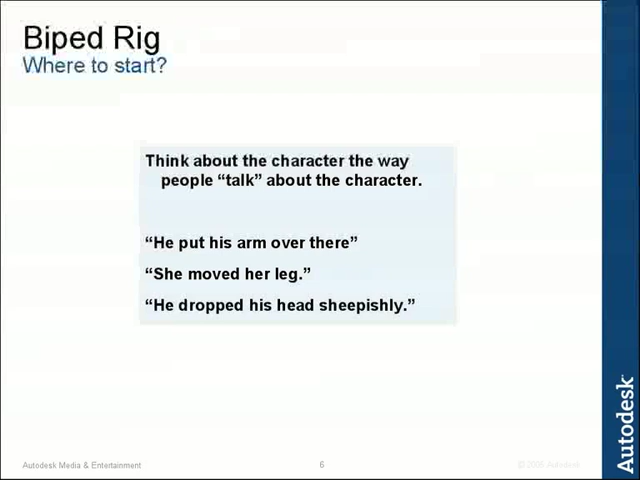 Biped Rig
Where to start?
Think about the character the way
people “talk” about the character.
“He put his arm over there”
“She moved her leg.”
“He dropped his head sheepishly.”
Autodesk
Autodesk Media & Entertainment
6
Autodesk